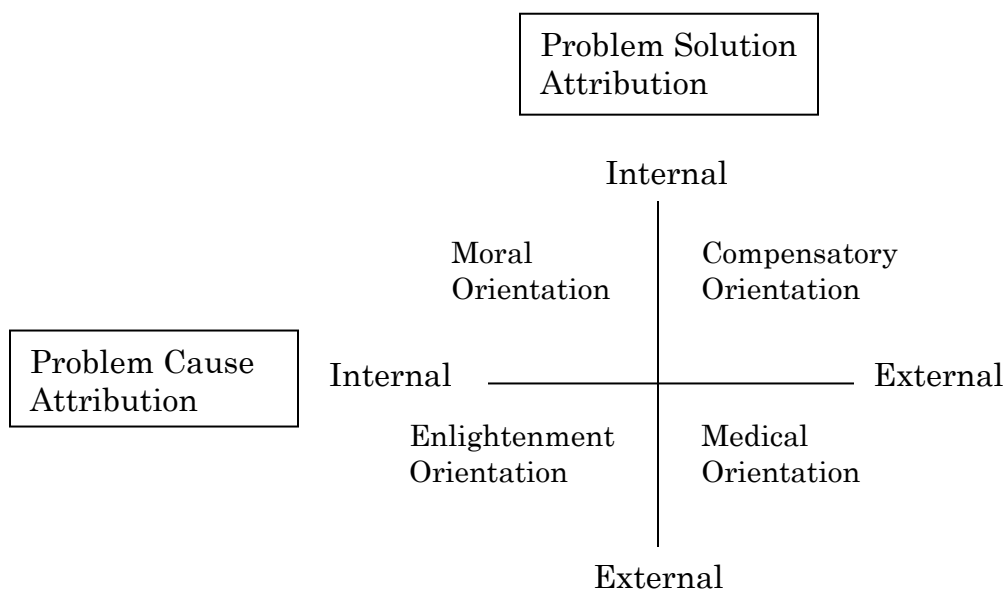 Problem Solution
Attribution
Internal
Moral
Orientation
Compensatory
Orientation
Problem Cause
Attribution
Internal
External
Enlightenment
Orientation
Medical
Orientation
External